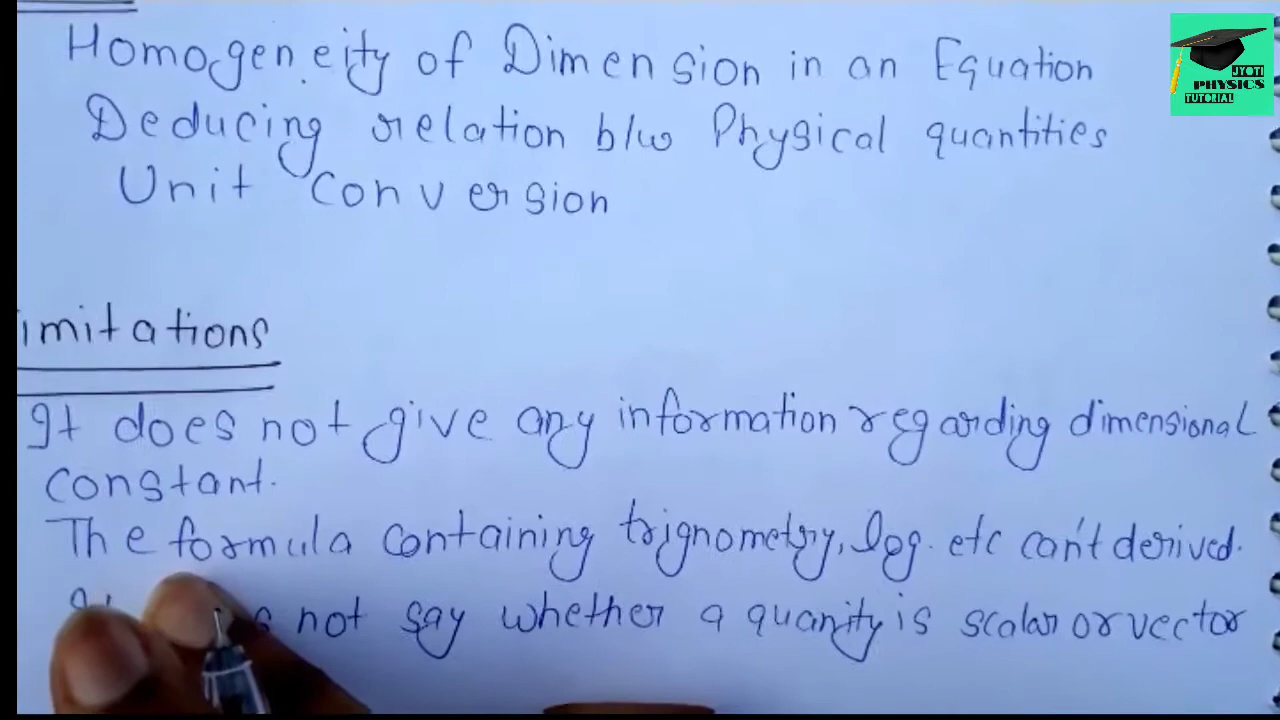 Homogeneity of Dimension in an Equation
Deducing relation b/w Physical quantities
Unit Conversion
imitations
It does not give any information regarding dimensional
constant.
The formula containing trignometry, log. etc can't derived.
not say whether a quanity is scalar or vector
JYOTI
PHYSICS
TUTORIAL